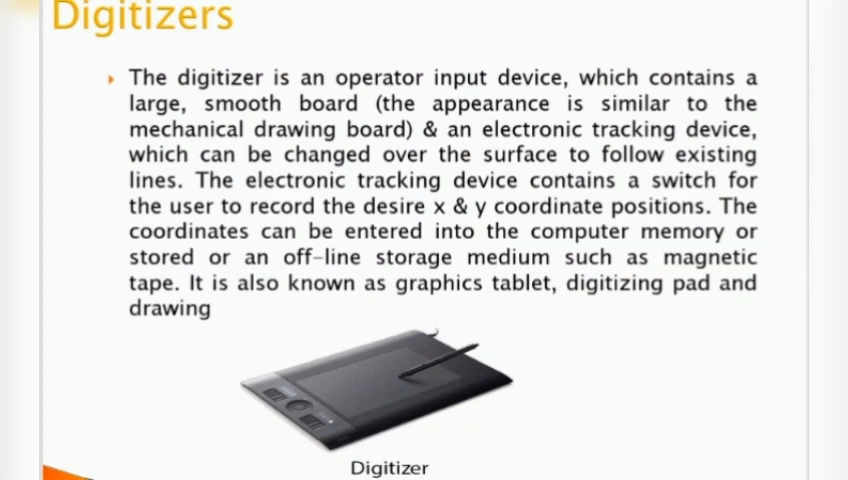 Digitizers
The digitizer is an operator input device, which contains a
large, smooth board (the appearance is similar to the
mechanical drawing board) & an electronic tracking device,
which can be changed over the surface to follow existing
lines. The electronic tracking device contains a switch for
the user to record the desire x & y coordinate positions. The
coordinates can be entered into the computer memory or
stored or an off-line storage medium such as magnetic
tape. It is also known as graphics tablet, digitizing pad and
drawing
Digitizer